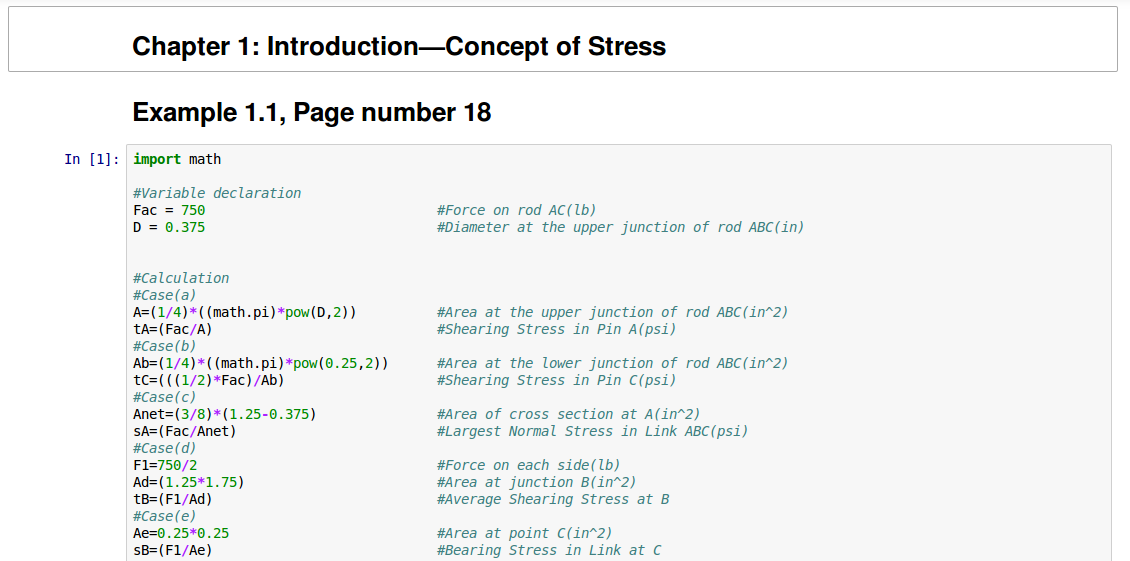 Chapter 1: Introduction—Concept of Stress
Example 1.1, Page number 18
In [1]: import math
#Variable declaration
Fac = 750 #Force on rod AC(lb)
D = 0.375 #Diameter at the upper junction of rod ABC(in)
#Calculation
#Case(a)
A=(1/4)*((math.pi)*pow(D,2)) #Area at the upper junction of rod ABC(in^2)
tA=(Fac/A) #Shearing Stress in Pin A(psi)
#Case(b)
Ab=(1/4)*((math.pi)*pow(0.25,2)) #Area at the lower junction of rod ABC(in^2)
tC=(((1/2)*Fac)/Ab) #Shearing Stress in Pin C(psi)
#Case(c)
Anet=(3/8)*(1.25-0.375) #Area of cross section at A(in^2)
sA=(Fac/Anet) #Largest Normal Stress in Link ABC(psi)
#Case(d)
F1=750/2 #Force on each side(lb)
Ad=(1.25*1.75) #Area at junction B(in^2)
tB=(F1/Ad) #Average Shearing Stress at B
#Case(e)
Ae=0.25*0.25 #Area at point C(in^2)
sB=(F1/Ae) #Bearing Stress in Link at C